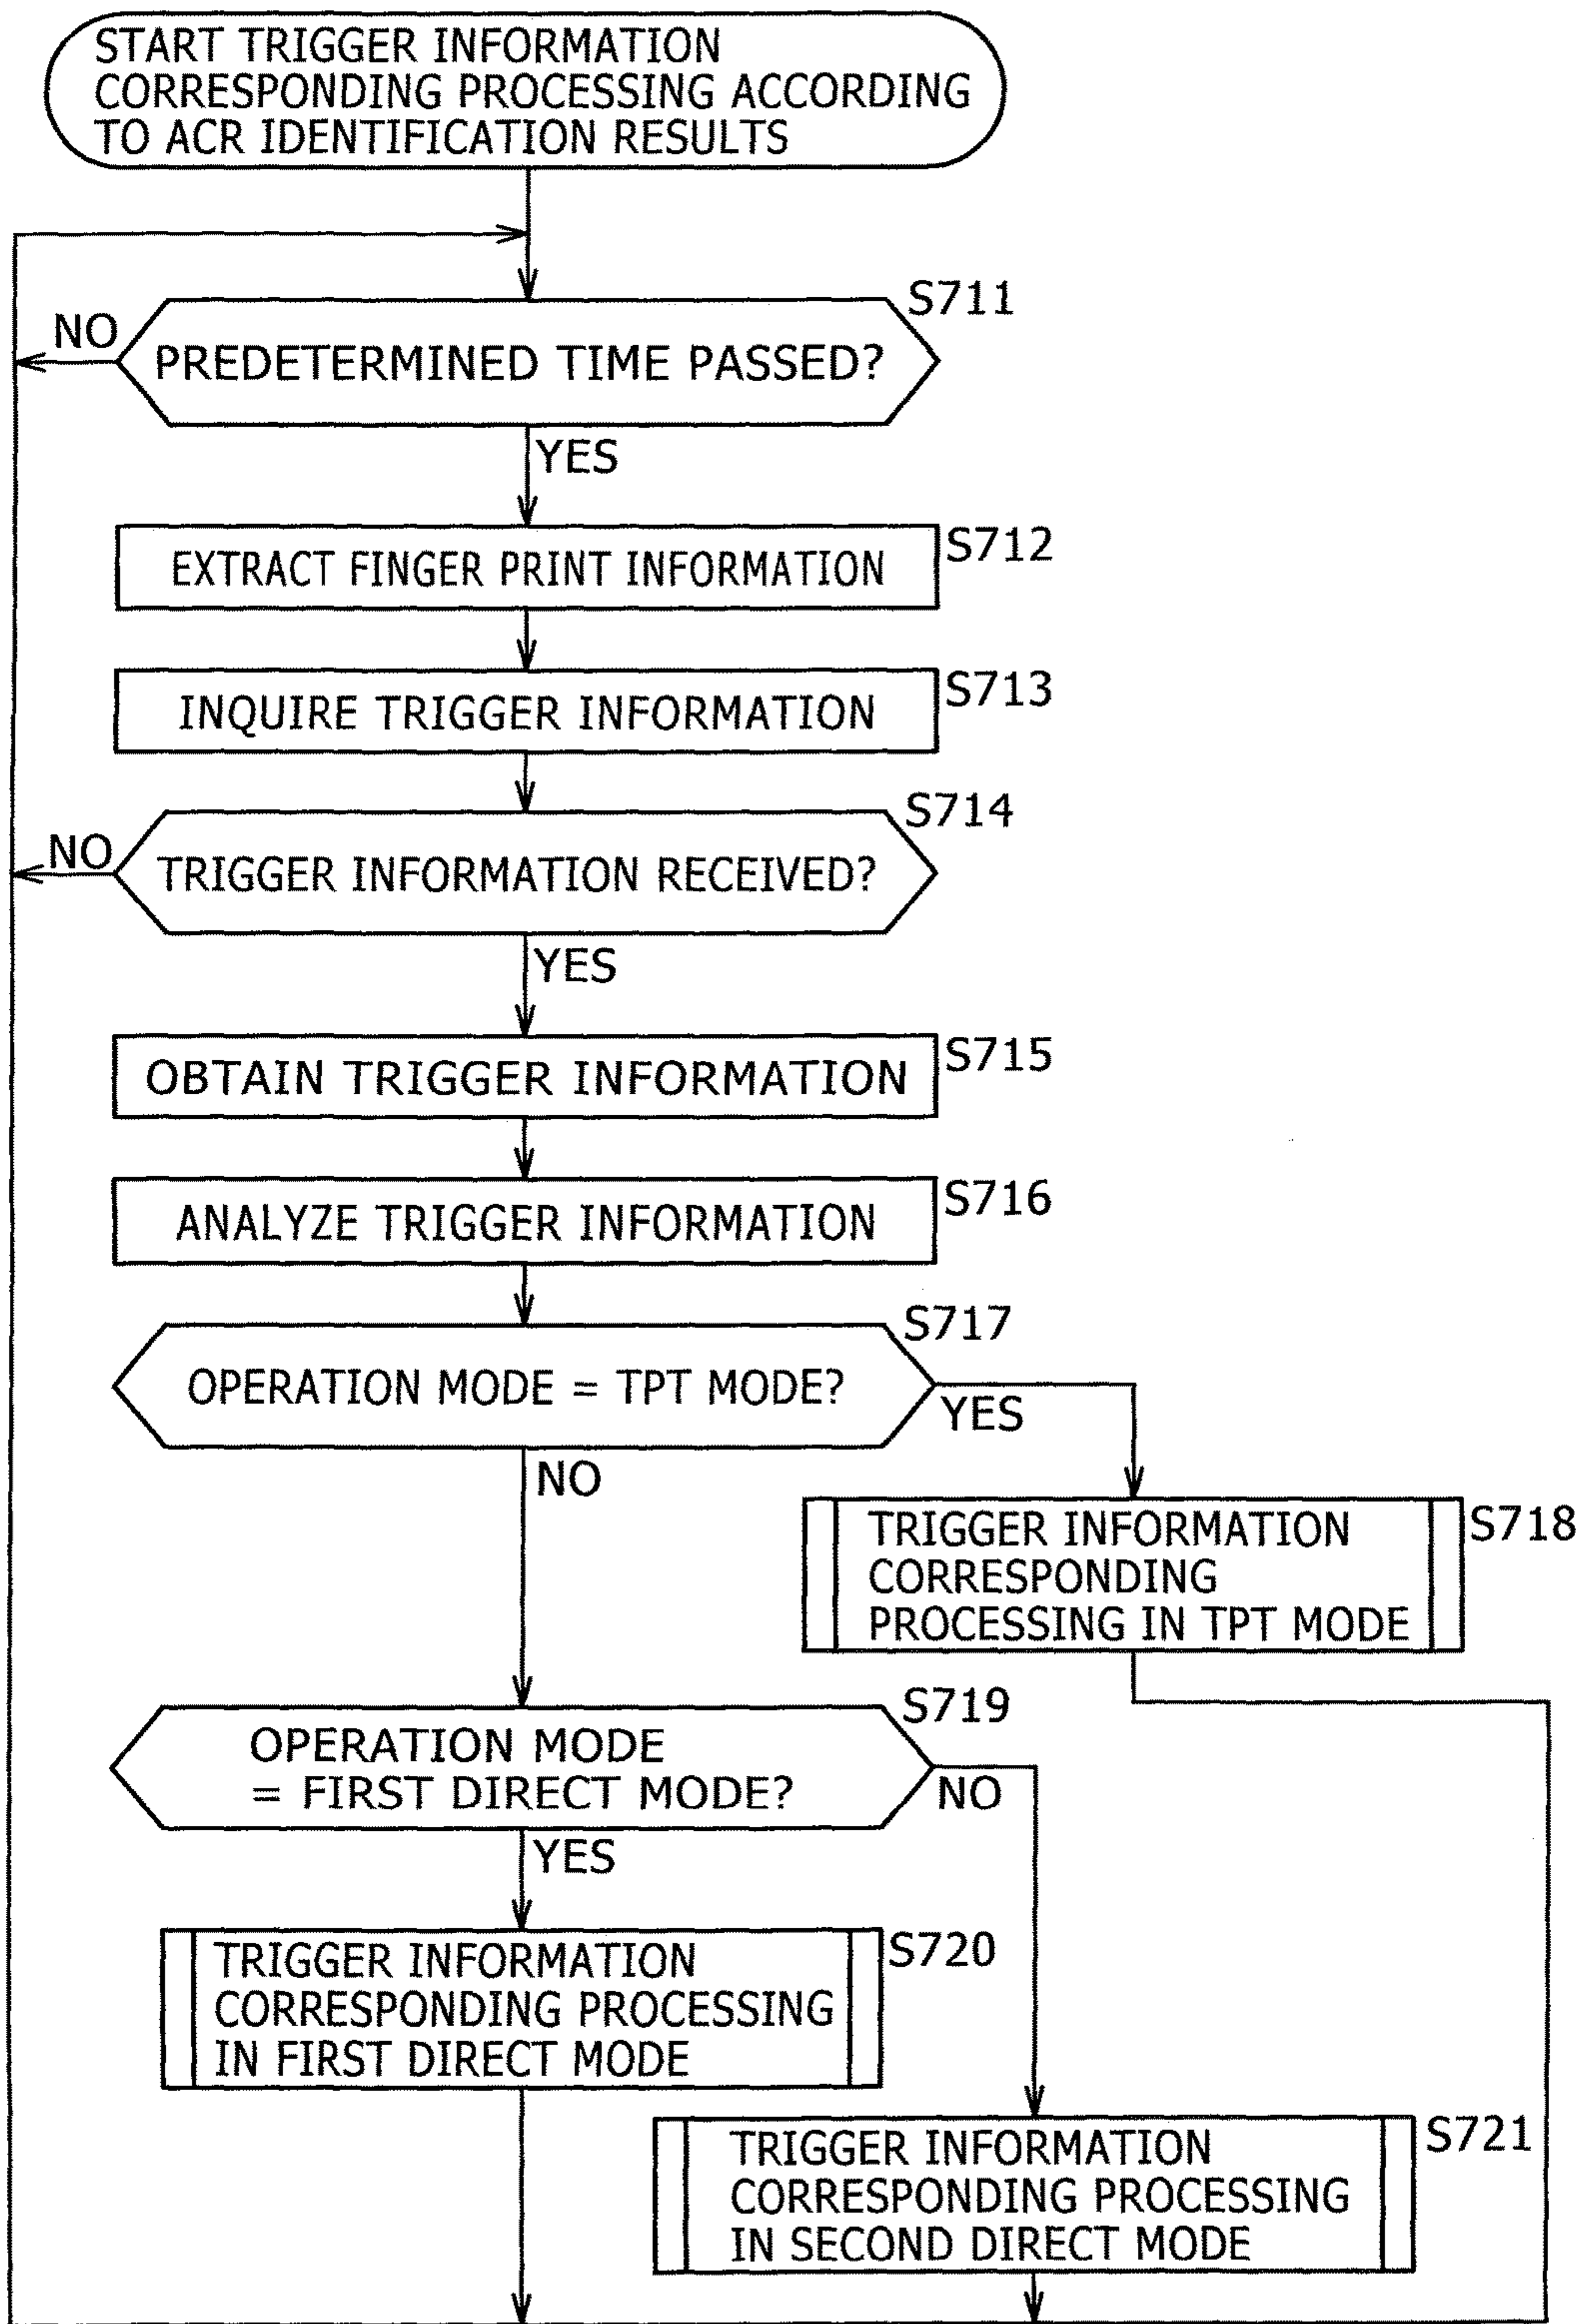 START TRIGGER INFORMATION
CORRESPONDING PROCESSING ACCORDING
TO ACR IDENTIFICATION RESULTS
S711
NO
PREDETERMINED TIME PASSED?
YES
S712
EXTRACT FINGER PRINT INFORMATION
S713
INQUIRE TRIGGER INFORMATION
S714
NO
TRIGGER INFORMATION RECEIVED?
YES
S715
OBTAIN TRIGGER INFORMATION
S716
ANALYZE TRIGGER INFORMATION
S717
OPERATION MODE = TPT MODE?
YES
NO
S718
TRIGGER INFORMATION
CORRESPONDING
PROCESSING IN TPT MODE
S719
OPERATION MODE
= FIRST DIRECT MODE?
NO
YES
S720
TRIGGER INFORMATION
CORRESPONDING PROCESSING
IN FIRST DIRECT MODE
S721
TRIGGER INFORMATION
CORRESPONDING PROCESSING
IN SECOND DIRECT MODE